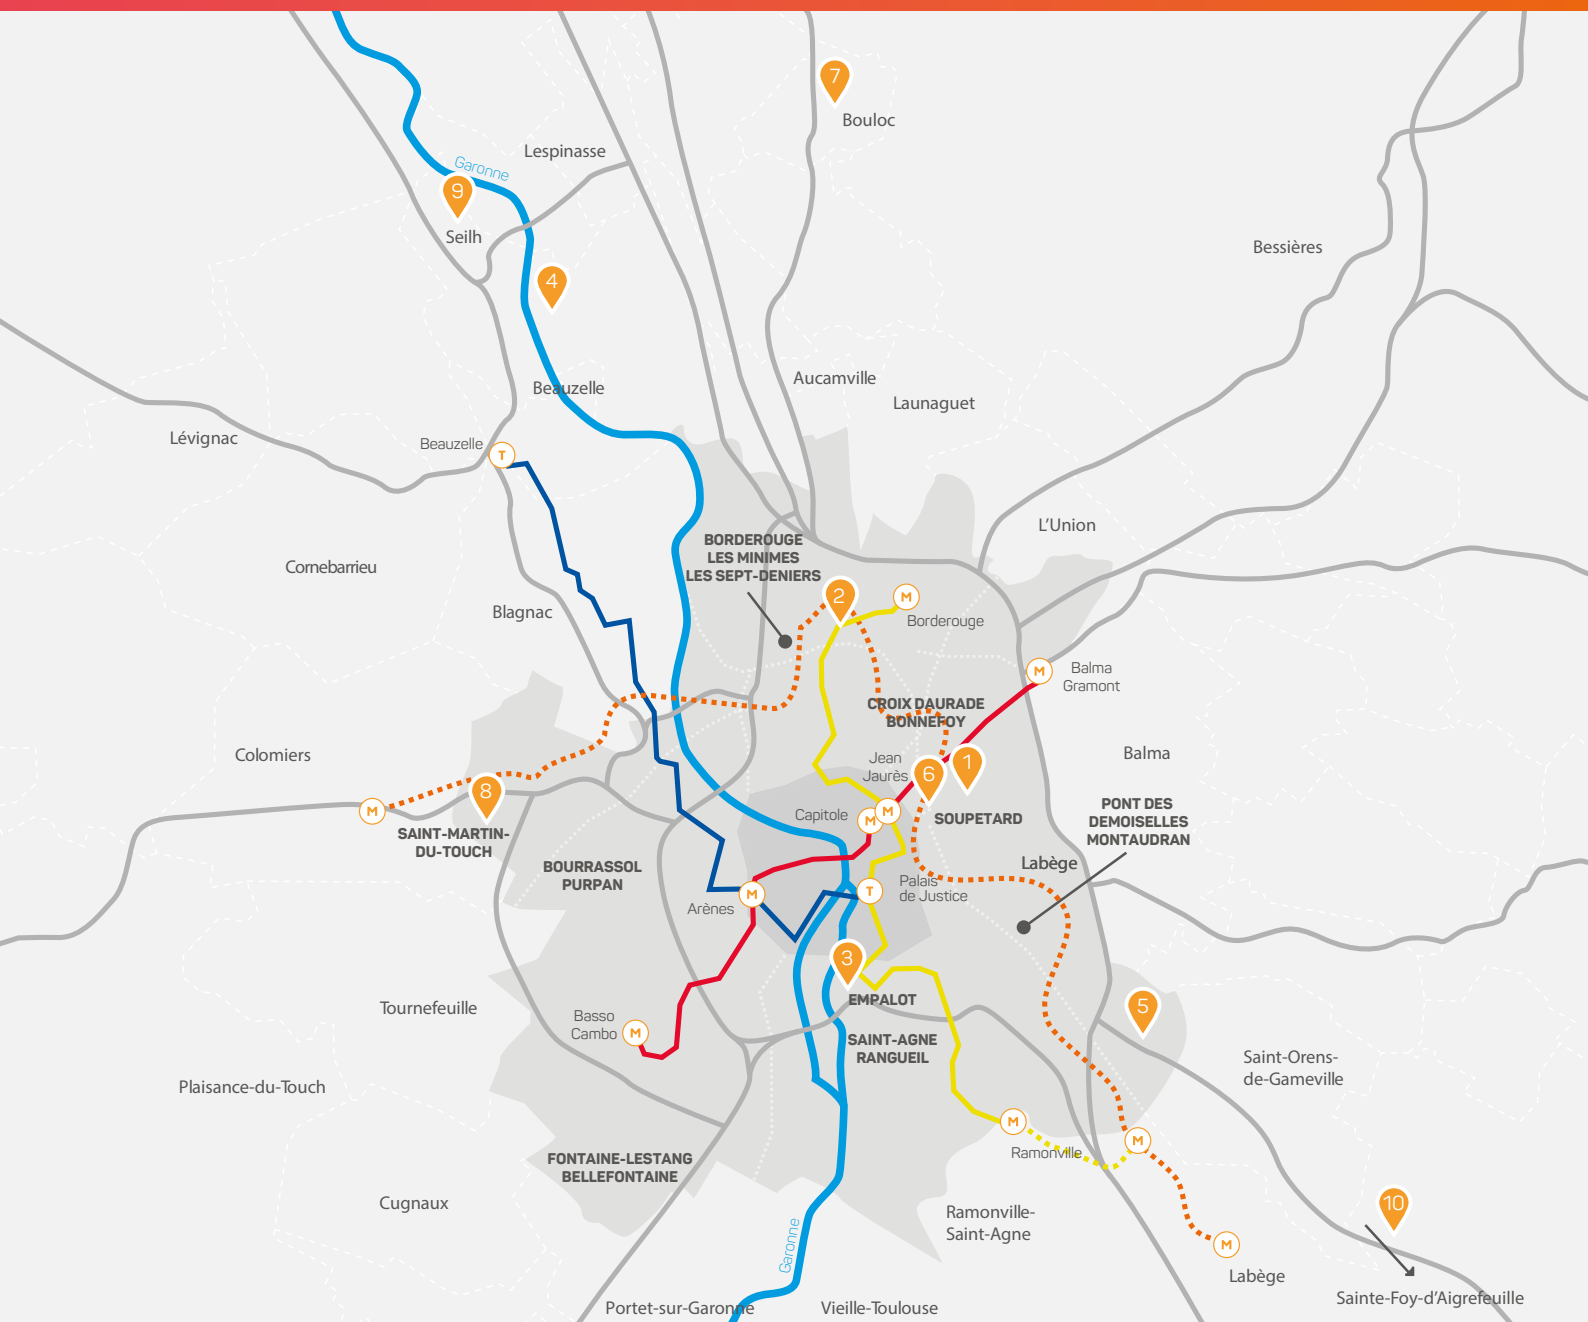 7
Bouloc
Lespinasse
Garonne
9
Seilh
Bessières
4
Aucamville
Beauzelle
Launaguet
Lévignac
Beauzelle
T
L'Union
BORDEROUGE
LES MINIMES
LES SEPT-DENIERS
Cornebarrieu
2
M
Blagnac
Borderouge
M
Balma
Gramont
CROIX DAURADE
BONNEFOY
Colomiers
Balma
Jean
Jaurès
6
1
8
M
PONT DES
DEMOISELLES
MONTAUDRAN
Capitole
M
M
SOUPETARD
SAINT-MARTIN-
DU-TOUCH
BOURRASSOL
PURPAN
Labège
Arènes
M
T
Palais
de Justice
3
EMPALOT
Tournefeuille
5
Basso
Cambo
M
SAINT-AGNE
RANGUEIL
Saint-Orens-
de-Gameville
Plaisance-du-Touch
M
Ramonville
M
FONTAINE-LESTANG
BELLEFONTAINE
Cugnaux
10
Ramonville-
Saint-Agne
Garonne
M
Labège
Sainte-Foy-d'Aigrefeuille
Portet-sur-Garonne
Vieille-Toulouse